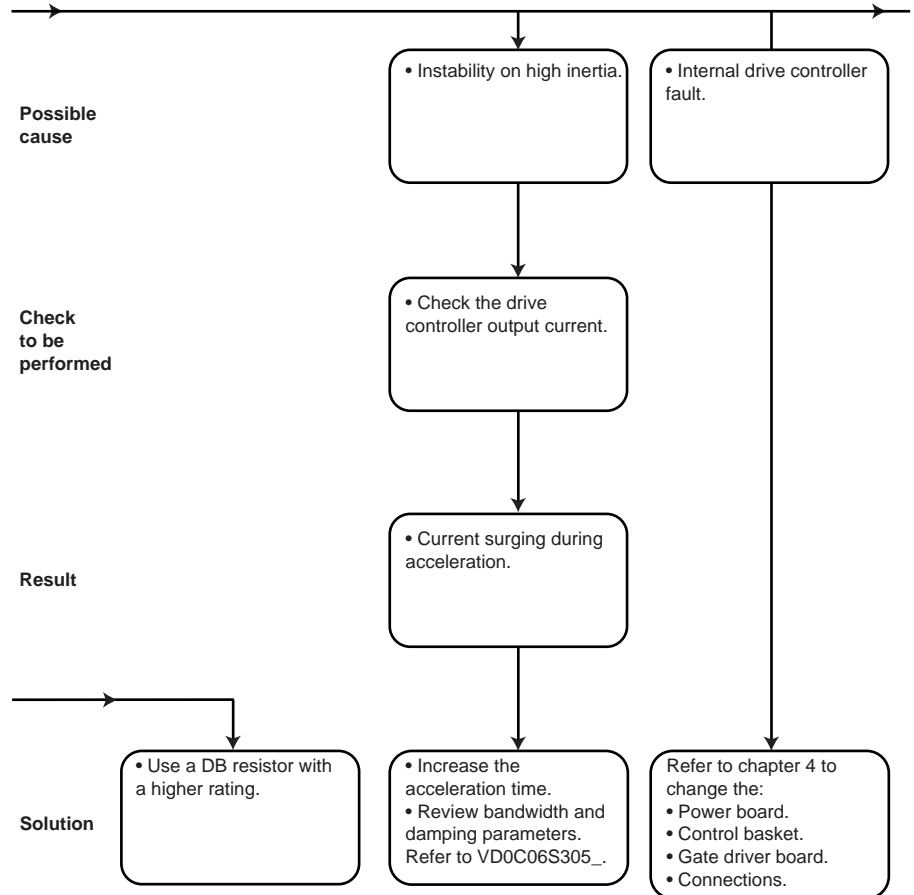 Possible
cause
• Instability on high inertia.
• Internal drive controller
fault.
Check
to be
performed
• Check the drive
controller output current.
Result
• Current surging during
acceleration.
Solution
• Use a DB resistor with
a higher rating.
• Increase the
acceleration time.
• Review bandwidth and
damping parameters.
Refer to VD0C06S305_.
Refer to chapter 4 to
change the:
• Power board.
• Control basket.
• Gate driver board.
• Connections.